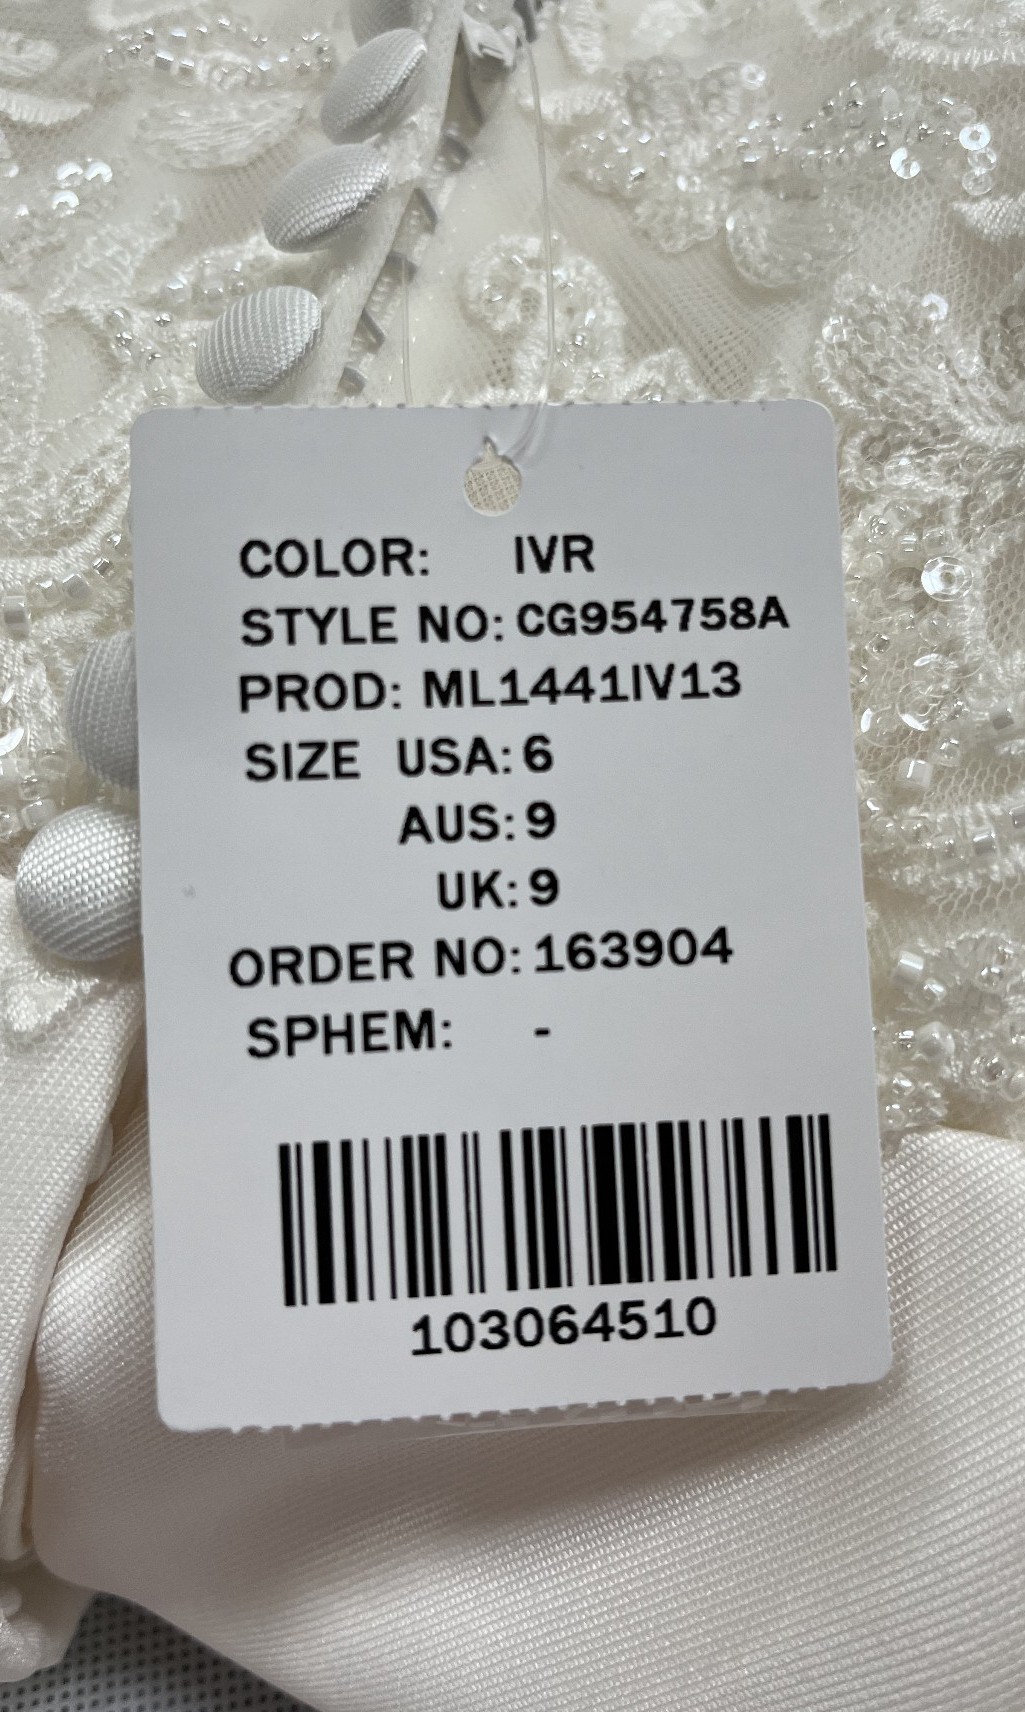 COLOR: IVR
STYLE NO: CG954758A
PROD: ML1441IV13
SIZE USA: 6
AUS: 9
UK: 9
ORDER NO: 163904
SPHEM: -
103064510